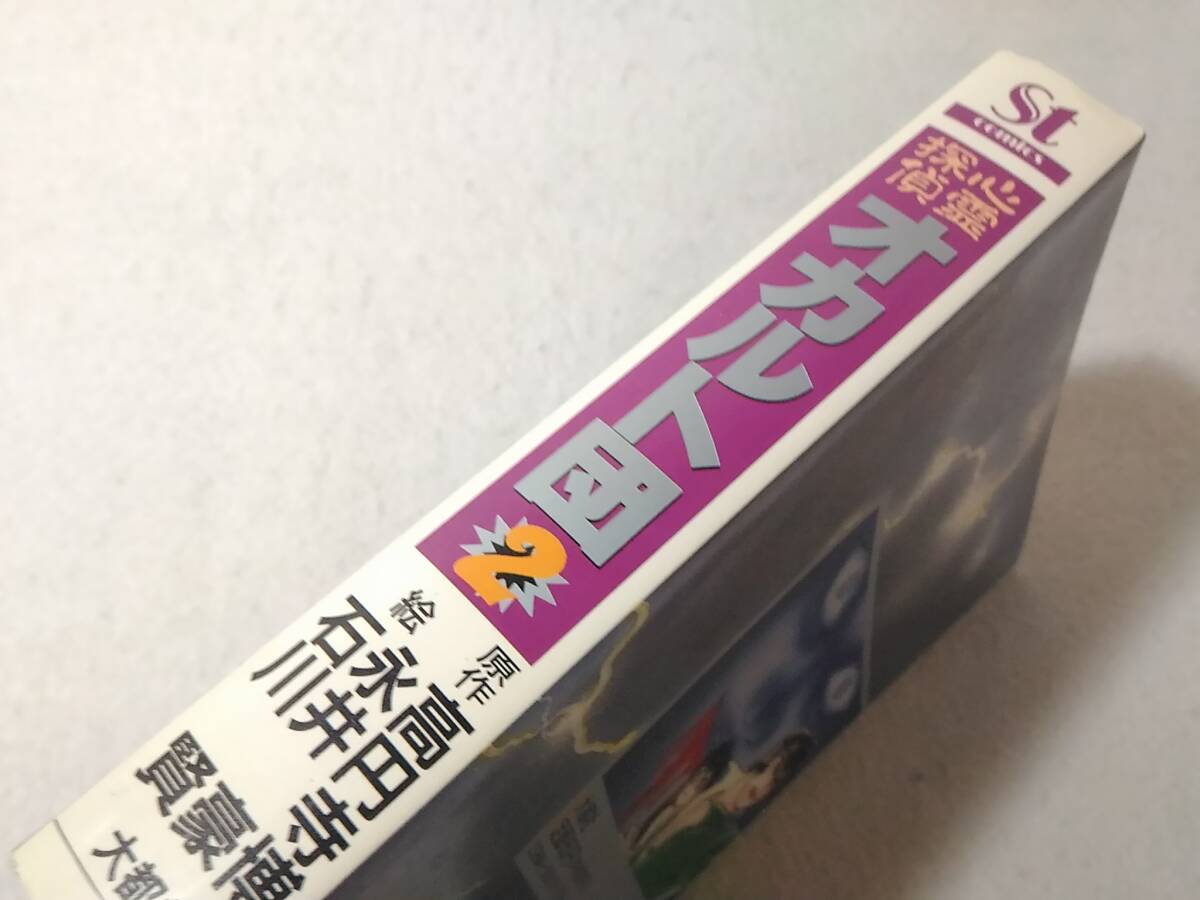 St
comics
心霊
探偵
オカルト団
2
原作 高円寺博
絵 永井豪
石川賢
大都